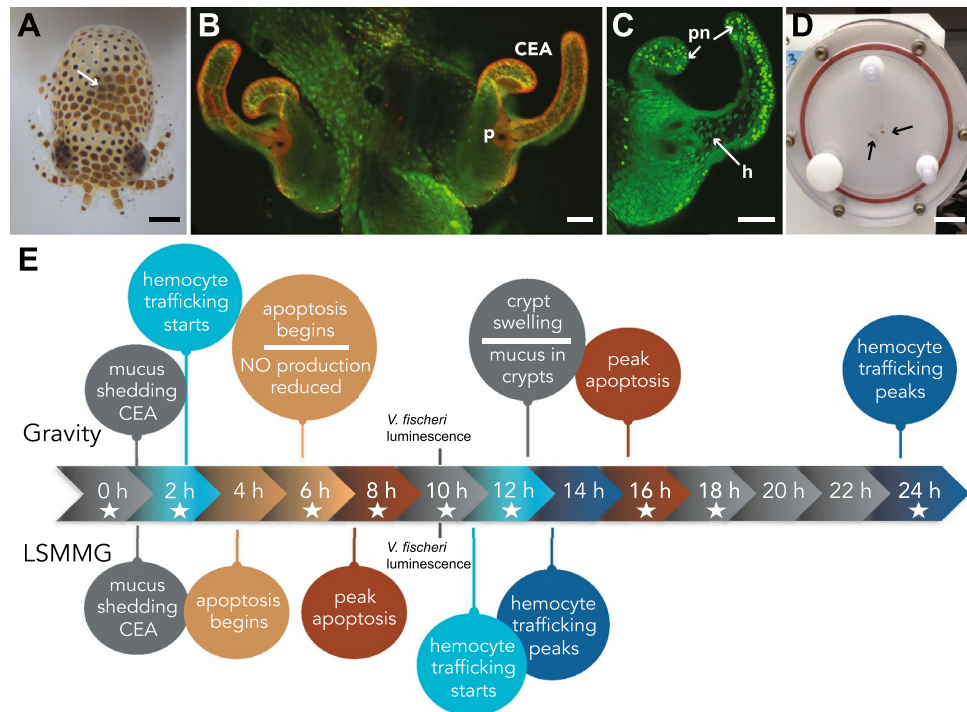 A
B
CEA
p
C
pn
h
D
3
E
hemocyte
trafficking
starts
mucus
shedding
CEA
apoptosis
begins
NO production
reduced
crypt
swelling
mucus in
crypts
peak
apoptosis
hemocyte
trafficking
peaks
Gravity
V. fischeri
luminescence
0 h
2 h
4 h
6 h
8 h
10 h
12 h
14 h
16 h
18 h
20 h
22 h
24 h
LSMMG
V. fischeri
luminescence
mucus
shedding
CEA
apoptosis
begins
peak
apoptosis
hemocyte
trafficking
starts
hemocyte
trafficking
peaks